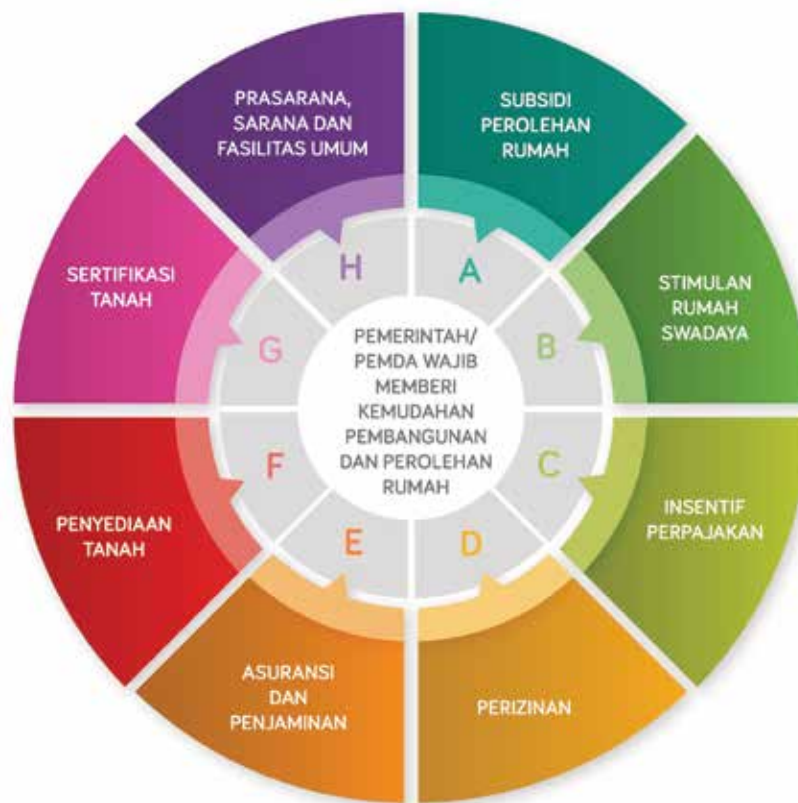 PRASARANA,
SARANA DAN
FASILITAS UMUM
SUBSIDI
PEROLEHAN
RUMAH
SERTIFIKASI
TANAH
STIMULAN
RUMAH
SWADAYA
H
A
G
B
F
C
E
D
PEMERINTAH/
PEMDA WAJIB
MEMBERI
KEMUDAHAN
PEMBANGUNAN
DAN PEROLEHAN
RUMAH
PENYEDIAAN
TANAH
INSENTIF
PERPAJAKAN
ASURANSI
DAN
PENJAMINAN
PERIZINAN